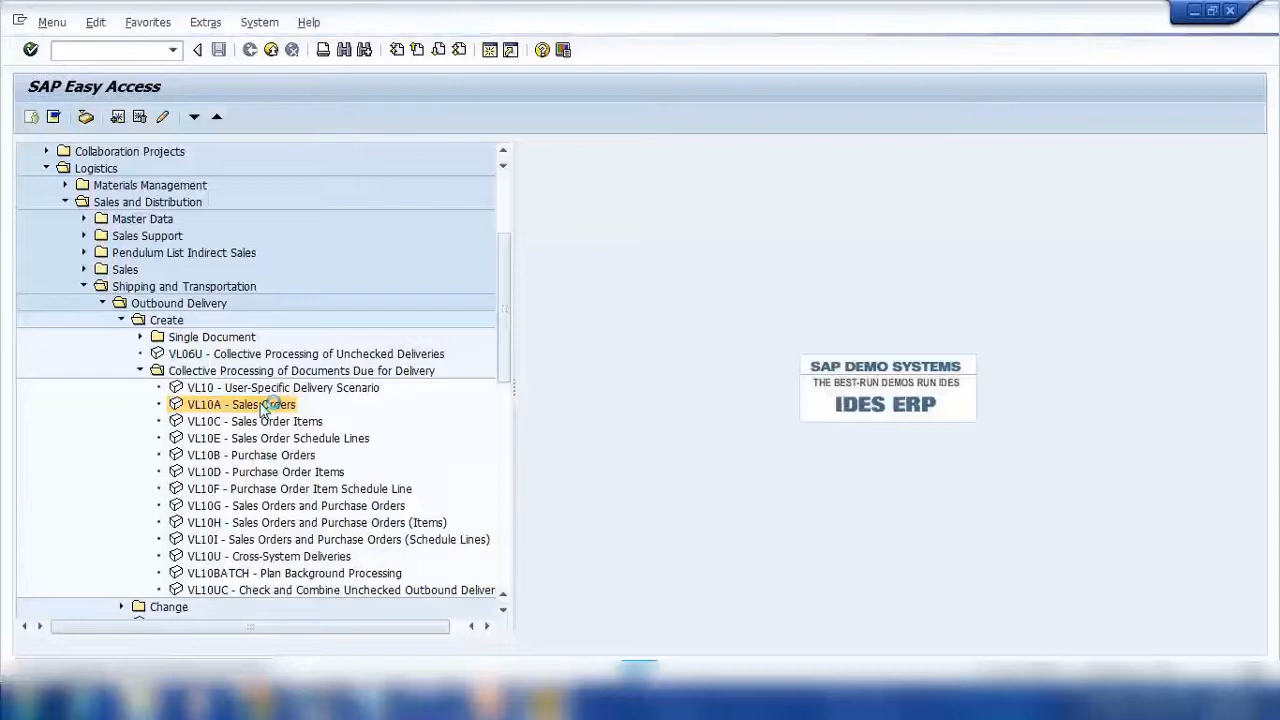 Menu Edit Favorites Extras System Help
SAP Easy Access
Collaboration Projects
Logistics
Materials Management
Sales and Distribution
Master Data
Sales Support
Pendulum List Indirect Sales
Sales
Shipping and Transportation
Outbound Delivery
Create
Single Document
VL06U - Collective Processing of Unchecked Deliveries
Collective Processing of Documents Due for Delivery
VL10 - User-Specific Delivery Scenario
VL10A - Sales Orders
VL10C - Sales Order Items
VL10E - Sales Order Schedule Lines
VL10B - Purchase Orders
VL10D - Purchase Order Items
VL10F - Purchase Order Item Schedule Line
VL10G - Sales Orders and Purchase Orders
VL10H - Sales Orders and Purchase Orders (Items)
VL10I - Sales Orders and Purchase Orders (Schedule Lines)
VL10U - Cross-System Deliveries
VL10BATCH - Plan Background Processing
VL10UC - Check and Combine Unchecked Outbound Deliver
Change
SAP DEMO SYSTEMS
THE BEST-RUN DEMOS RUN IDES
IDES ERP